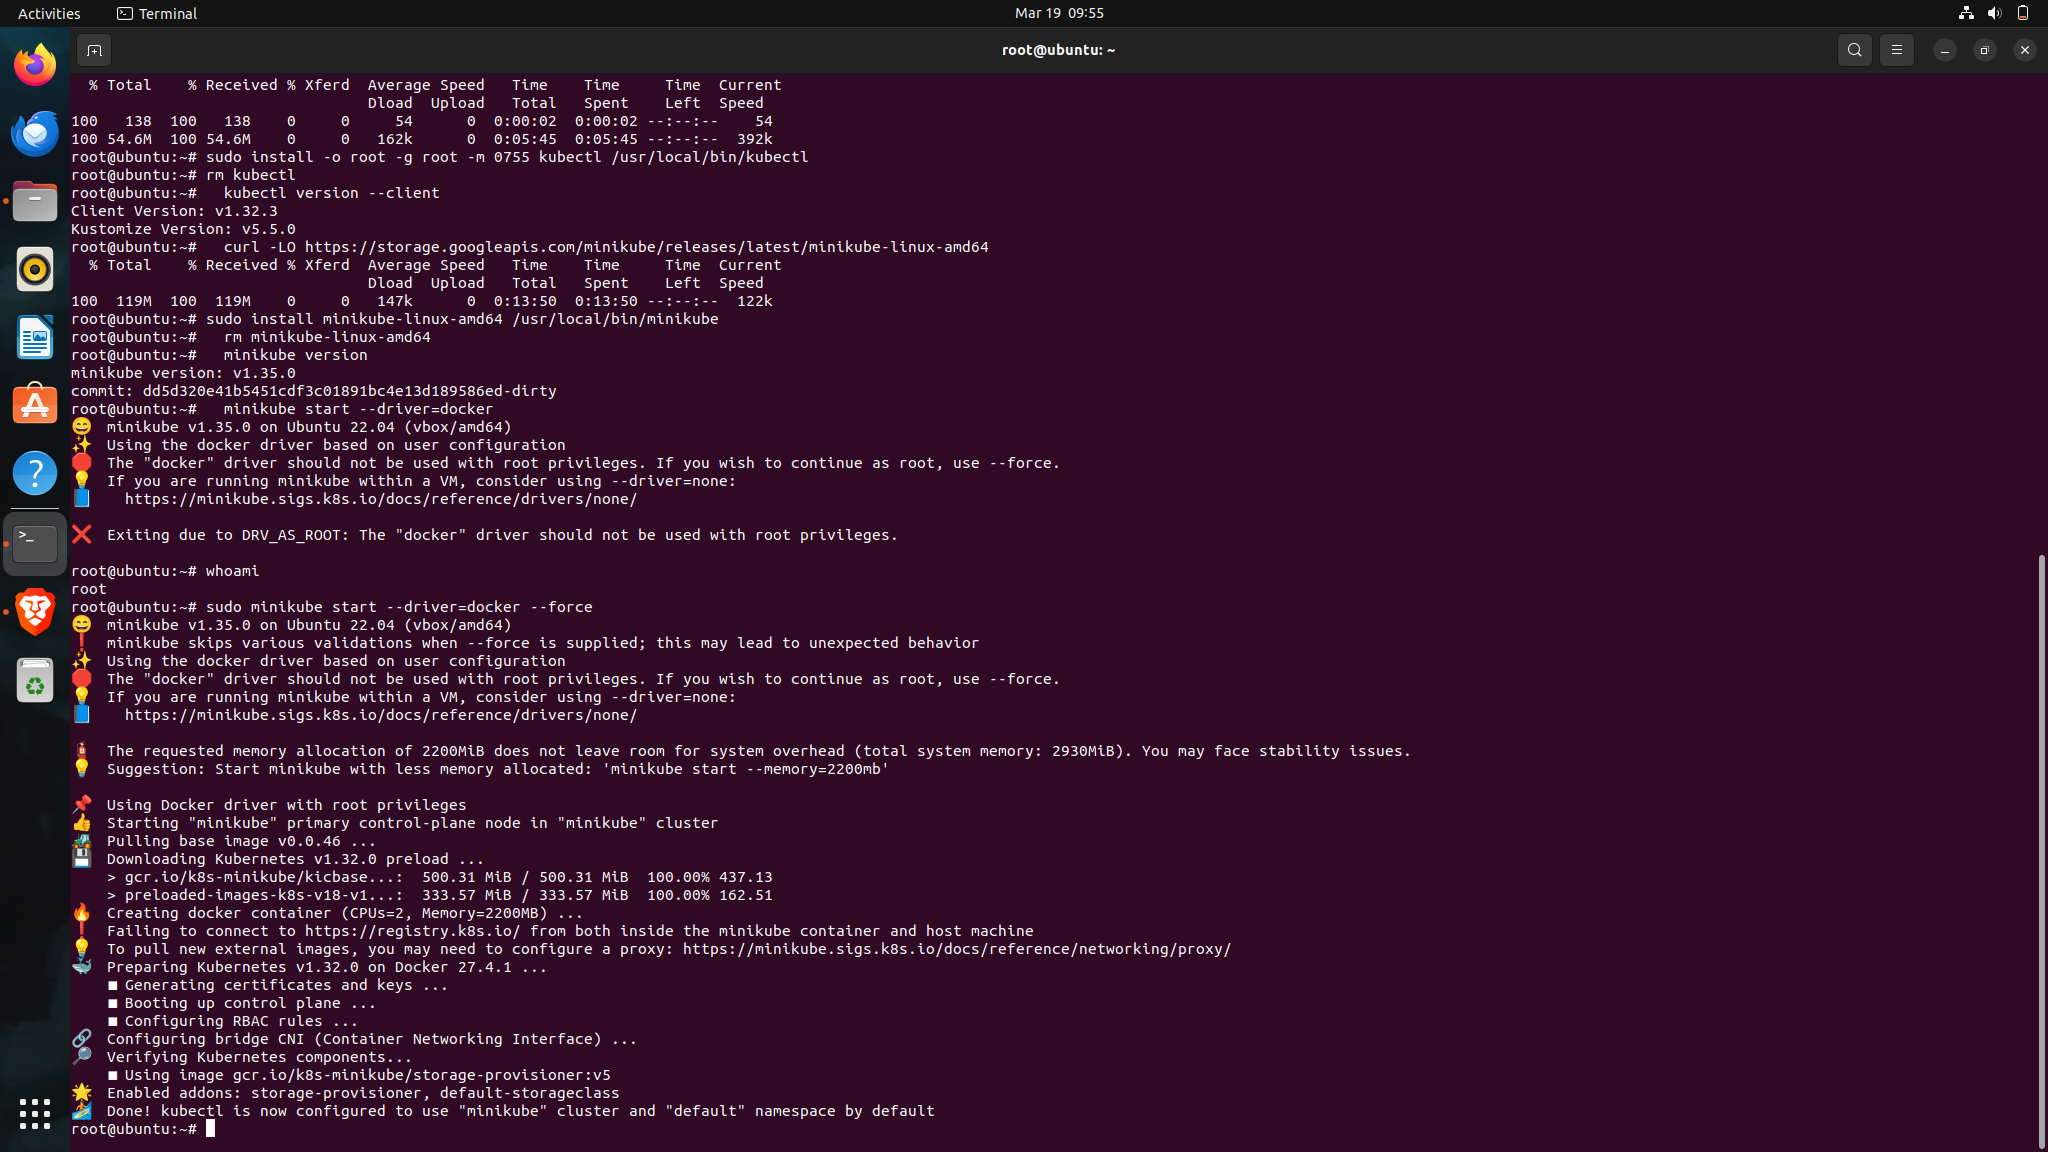 Activities
Terminal
Mar 19 09:55
root@ubuntu: ~
% Total % Received % Xferd Average Speed Time Time Time Current
Dload Upload Total Spent Left Speed
100 138 100 138 0 0 54 0 0:00:02 0:00:02 --:--:-- 54
100 54.6M 100 54.6M 0 0 162k 0 0:05:45 0:05:45 --:--:-- 392k
root@ubuntu:~# sudo install -o root -g root -m 0755 kubectl /usr/local/bin/kubectl
root@ubuntu:~# rm kubectl
root@ubuntu:~# kubectl version --client
Client Version: v1.32.3
Kustomize Version: v5.5.0
root@ubuntu:~# curl -LO https://storage.googleapis.com/minikube/releases/latest/minikube-linux-amd64
% Total % Received % Xferd Average Speed Time Time Time Current
Dload Upload Total Spent Left Speed
100 119M 100 119M 0 0 147k 0 0:13:50 0:13:50 --:--:-- 122k
root@ubuntu:~# sudo install minikube-linux-amd64 /usr/local/bin/minikube
root@ubuntu:~# rm minikube-linux-amd64
root@ubuntu:~# minikube version
minikube version: v1.35.0
commit: dd5d320e41b5451cdf3c01891bc4e13d189586ed-dirty
root@ubuntu:~# minikube start --driver=docker
😄 minikube v1.35.0 on Ubuntu 22.04 (vbox/amd64)
✨ Using the docker driver based on user configuration
🛑 The "docker" driver should not be used with root privileges. If you wish to continue as root, use --force.
💡 If you are running minikube within a VM, consider using --driver=none:
📘 https://minikube.sigs.k8s.io/docs/reference/drivers/none/
❌ Exiting due to DRV_AS_ROOT: The "docker" driver should not be used with root privileges.
root@ubuntu:~# whoami
root
root@ubuntu:~# sudo minikube start --driver=docker --force
😄 minikube v1.35.0 on Ubuntu 22.04 (vbox/amd64)
❗ minikube skips various validations when --force is supplied; this may lead to unexpected behavior
✨ Using the docker driver based on user configuration
🛑 The "docker" driver should not be used with root privileges. If you wish to continue as root, use --force.
💡 If you are running minikube within a VM, consider using --driver=none:
📘 https://minikube.sigs.k8s.io/docs/reference/drivers/none/
🧯 The requested memory allocation of 2200MiB does not leave room for system overhead (total system memory: 2930MiB). You may face stability issues.
💡 Suggestion: Start minikube with less memory allocated: 'minikube start --memory=2200mb'
📌 Using Docker driver with root privileges
👍 Starting "minikube" primary control-plane node in "minikube" cluster
🚜 Pulling base image v0.0.46 ...
💾 Downloading Kubernetes v1.32.0 preload ...
> gcr.io/k8s-minikube/kicbase...: 500.31 MiB / 500.31 MiB 100.00% 437.13
> preloaded-images-k8s-v18-v1...: 333.57 MiB / 333.57 MiB 100.00% 162.51
🔥 Creating docker container (CPUs=2, Memory=2200MB) ...
❗ Failing to connect to https://registry.k8s.io/ from both inside the minikube container and host machine
💡 To pull new external images, you may need to configure a proxy: https://minikube.sigs.k8s.io/docs/reference/networking/proxy/
🐳 Preparing Kubernetes v1.32.0 on Docker 27.4.1 ...
■ Generating certificates and keys ...
■ Booting up control plane ...
■ Configuring RBAC rules ...
🔗 Configuring bridge CNI (Container Networking Interface) ...
🔎 Verifying Kubernetes components...
■ Using image gcr.io/k8s-minikube/storage-provisioner:v5
🌟 Enabled addons: storage-provisioner, default-storageclass
🏄 Done! kubectl is now configured to use "minikube" cluster and "default" namespace by default
root@ubuntu:~#